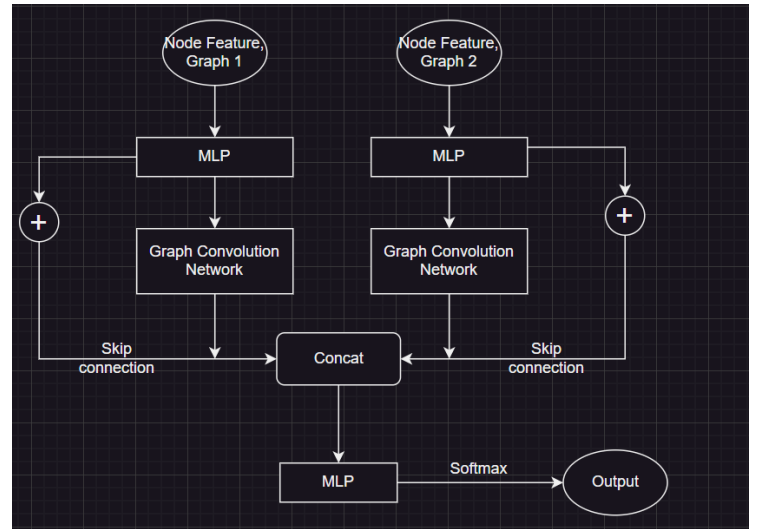 Node Feature,
Graph 1
Node Feature,
Graph 2
MLP
MLP
+
+
Graph Convolution
Network
Graph Convolution
Network
Skip
connection
Concat
Skip
connection
MLP
Softmax
Output